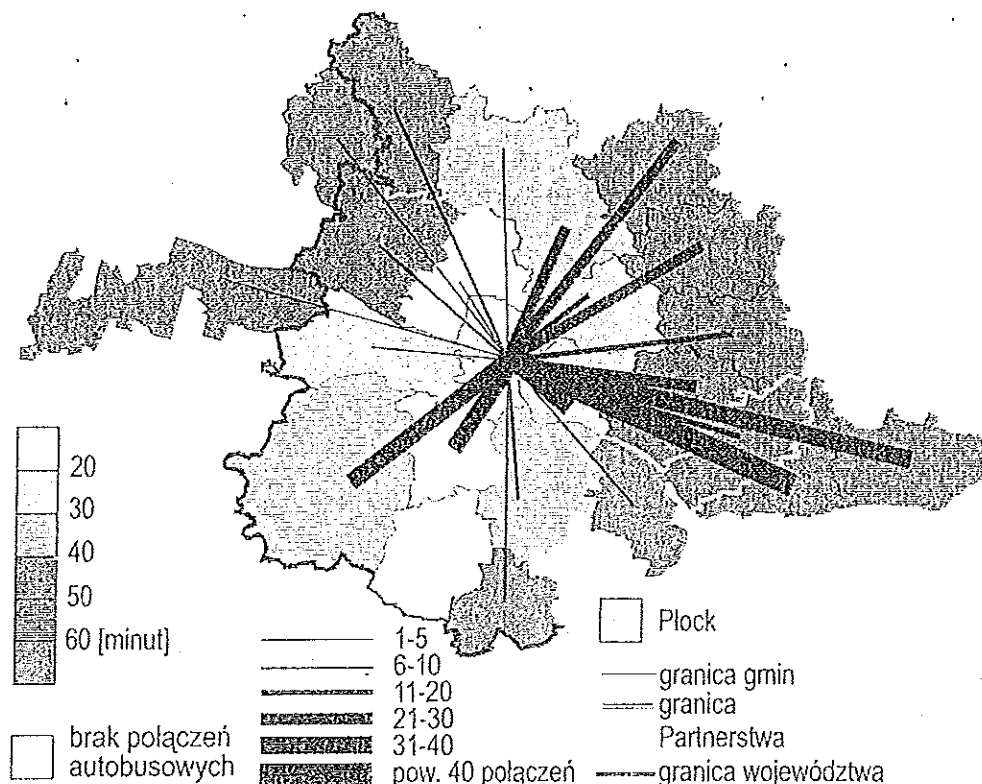 20
30
40
50
60 [minut]
brak połączeń
autobusowych
1-5
6-10
11-20
21-30
31-40
pow. 40 połączeń
Płock
granica gmin
granica
Partnerstwa
granica województwa